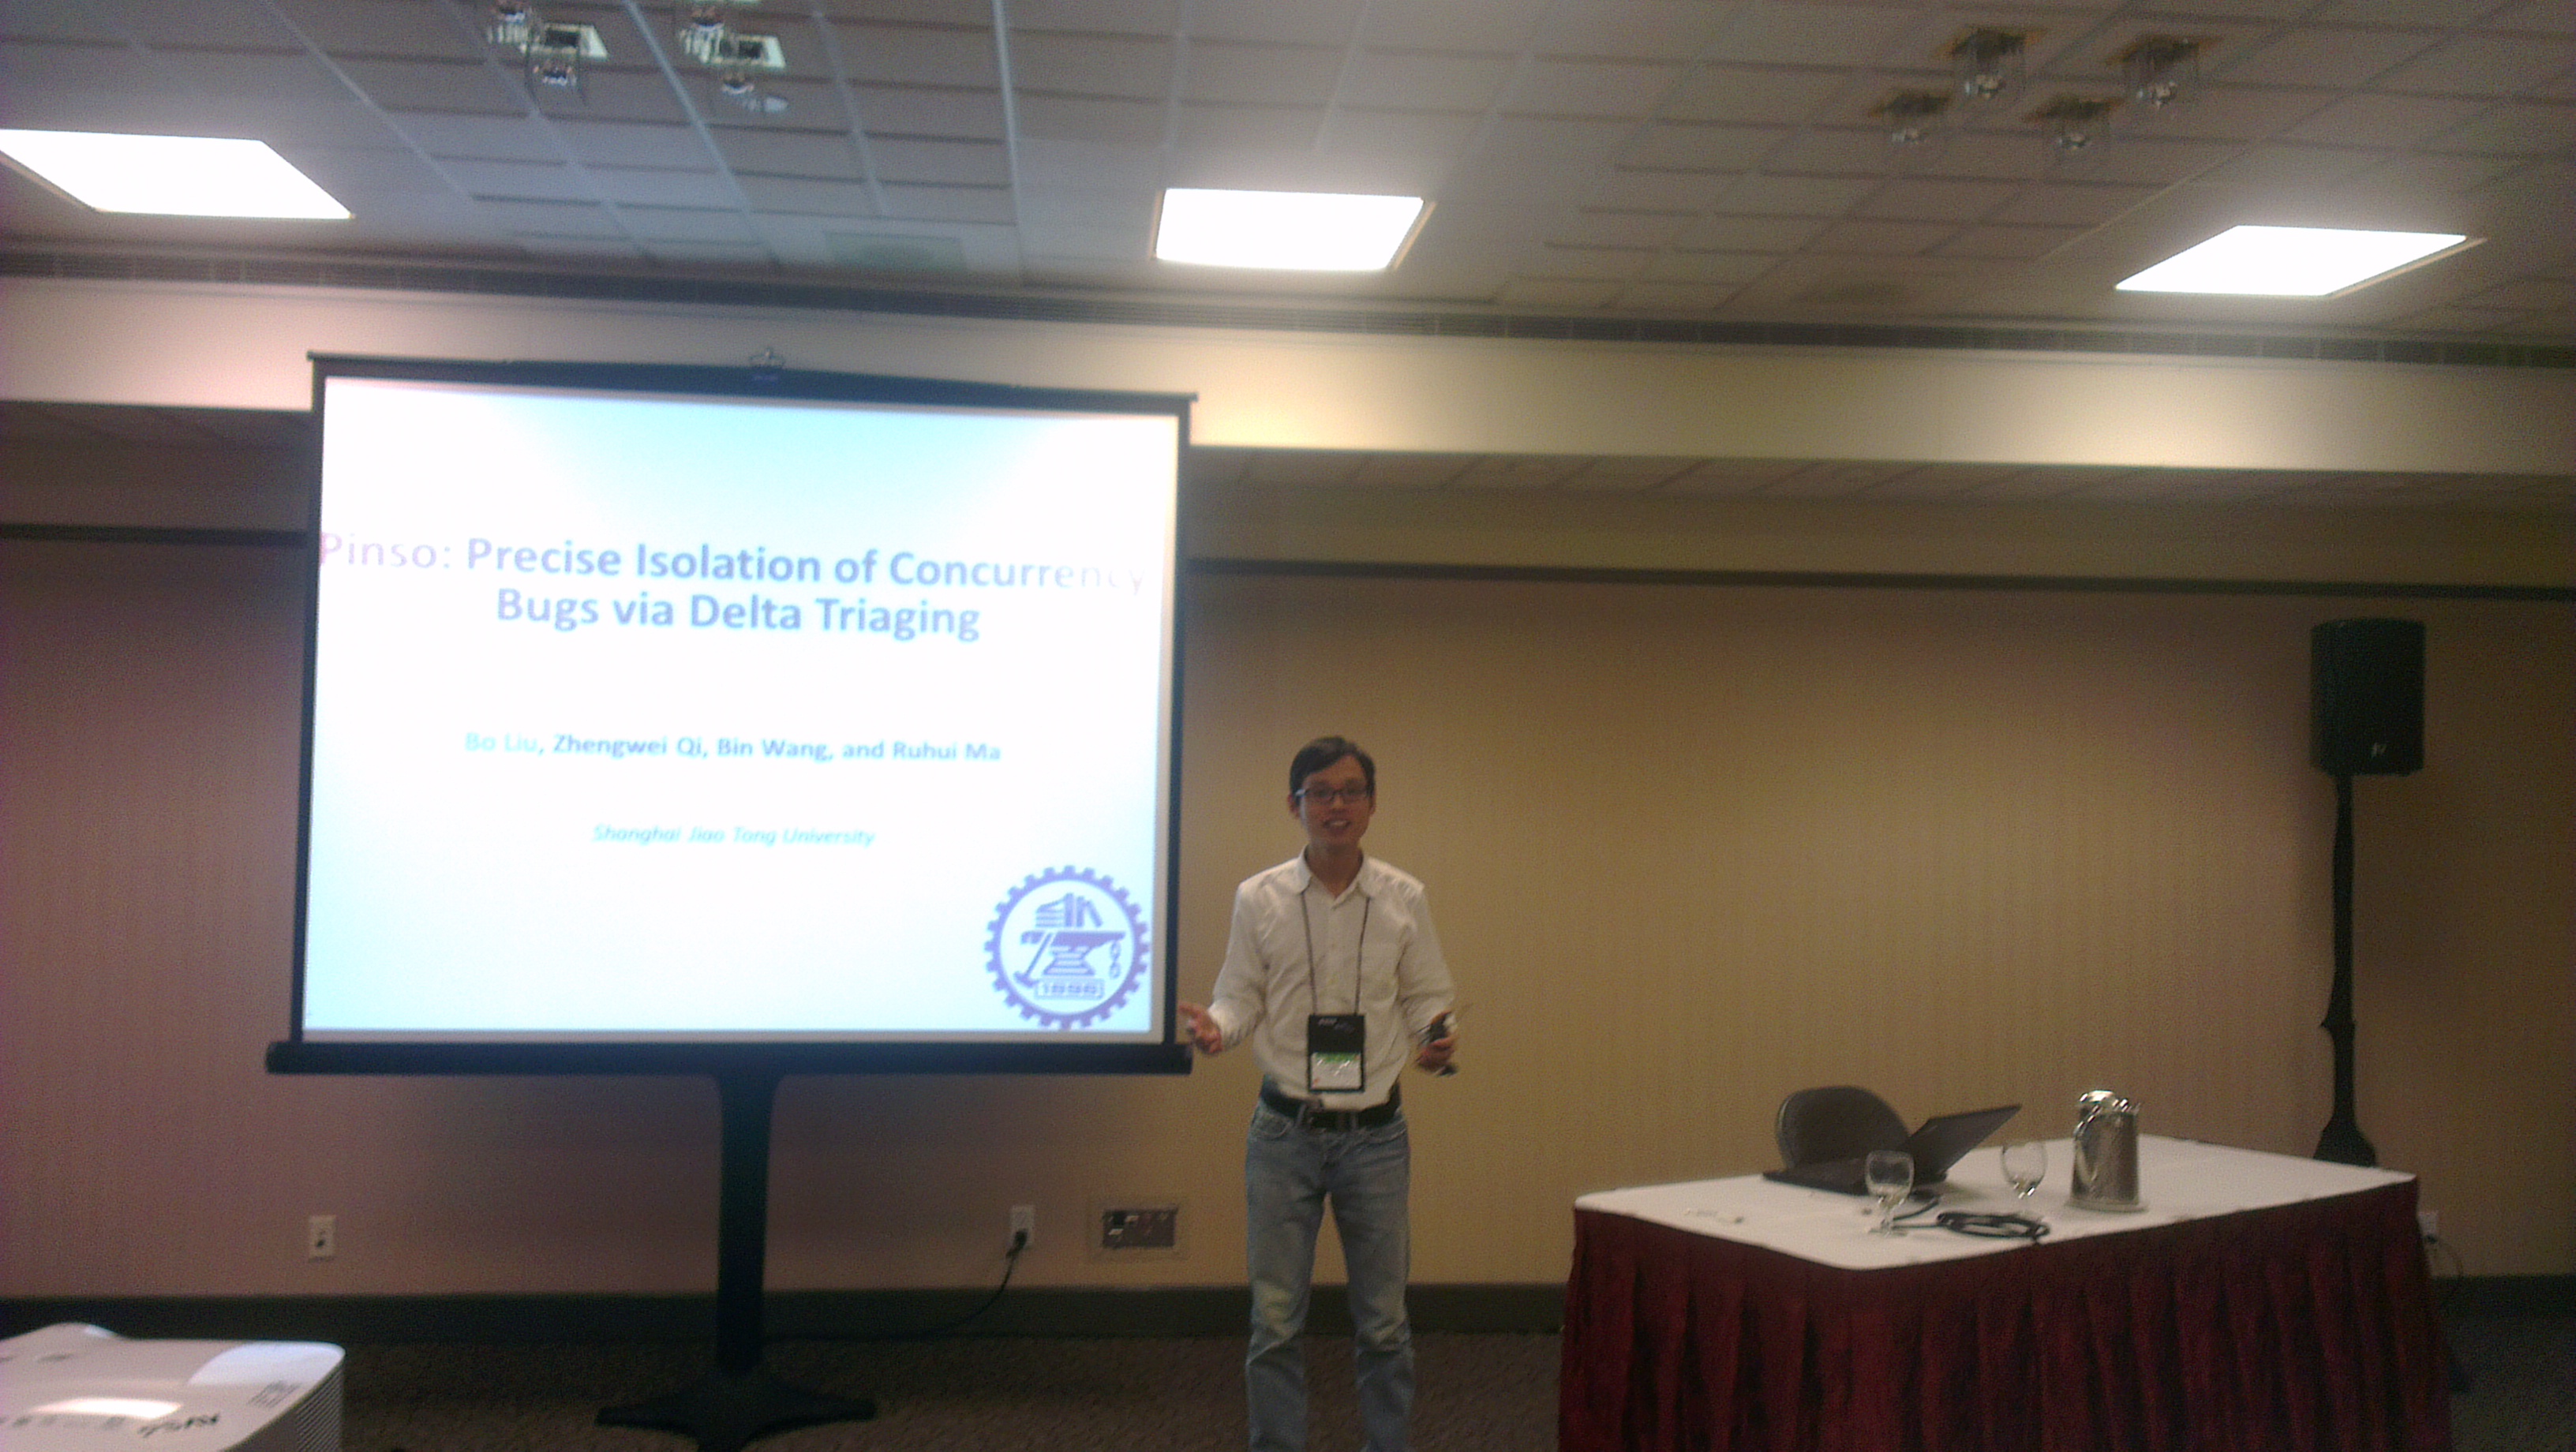 Pinso: Precise Isolation of Concurrency
Bugs via Delta Triaging
Bo Liu, Zhengwei Qi, Bin Wang, and Ruhui Ma
Shanghai Jiao Tong University
1896